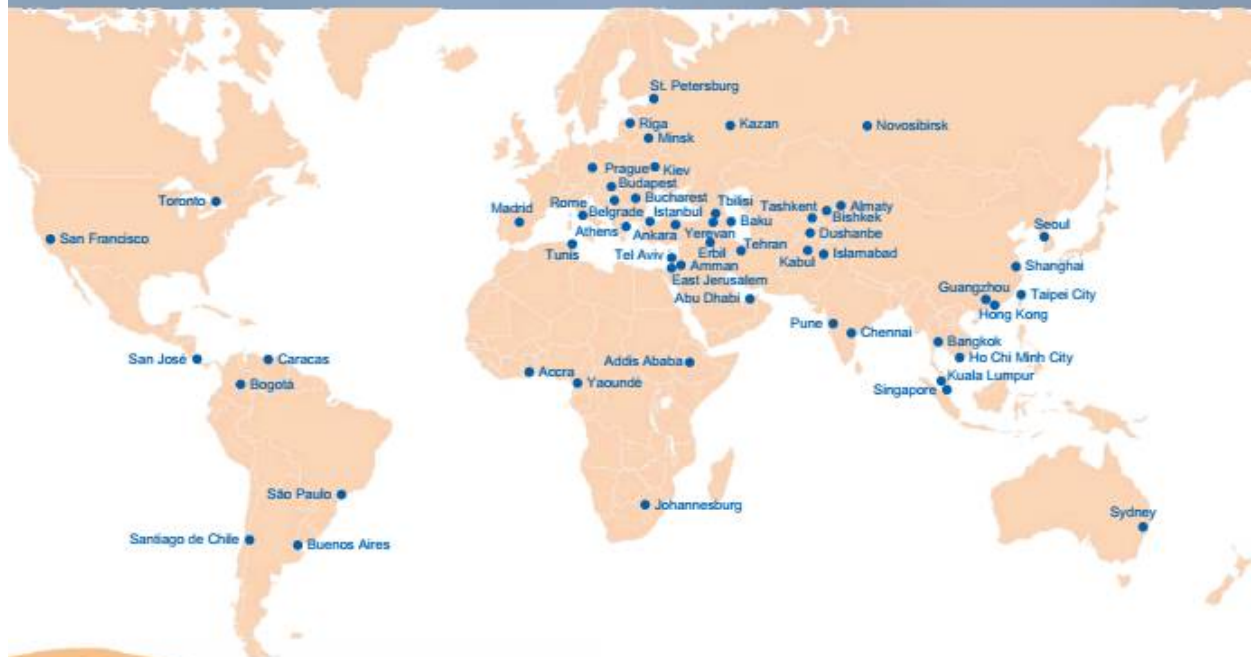 St. Petersburg
Riga
Kazan
Novosibirsk
Minsk
Prague
Kiev
Budapest
Toronto
Rome
Bucharest
Tbilisi
Tashkent
Almaty
Madrid
Belgrade
Istanbul
Bishkek
San Francisco
Athens
Ankara
Yerevan
Baku
Dushanbe
Seoul
Tunis
Tel Aviv
Erbil
Tehran
Kabul
Islamabad
Amman
Shanghai
East Jerusalem
Abu Dhabi
Guangzhou
Taipei City
Hong Kong
Pune
Chennai
Bangkok
San José
Caracas
Addis Ababa
Ho Chi Minh City
Bogotá
Accra
Yaoundé
Kuala Lumpur
Singapore
São Paulo
Johannesburg
Sydney
Santiago de Chile
Buenos Aires